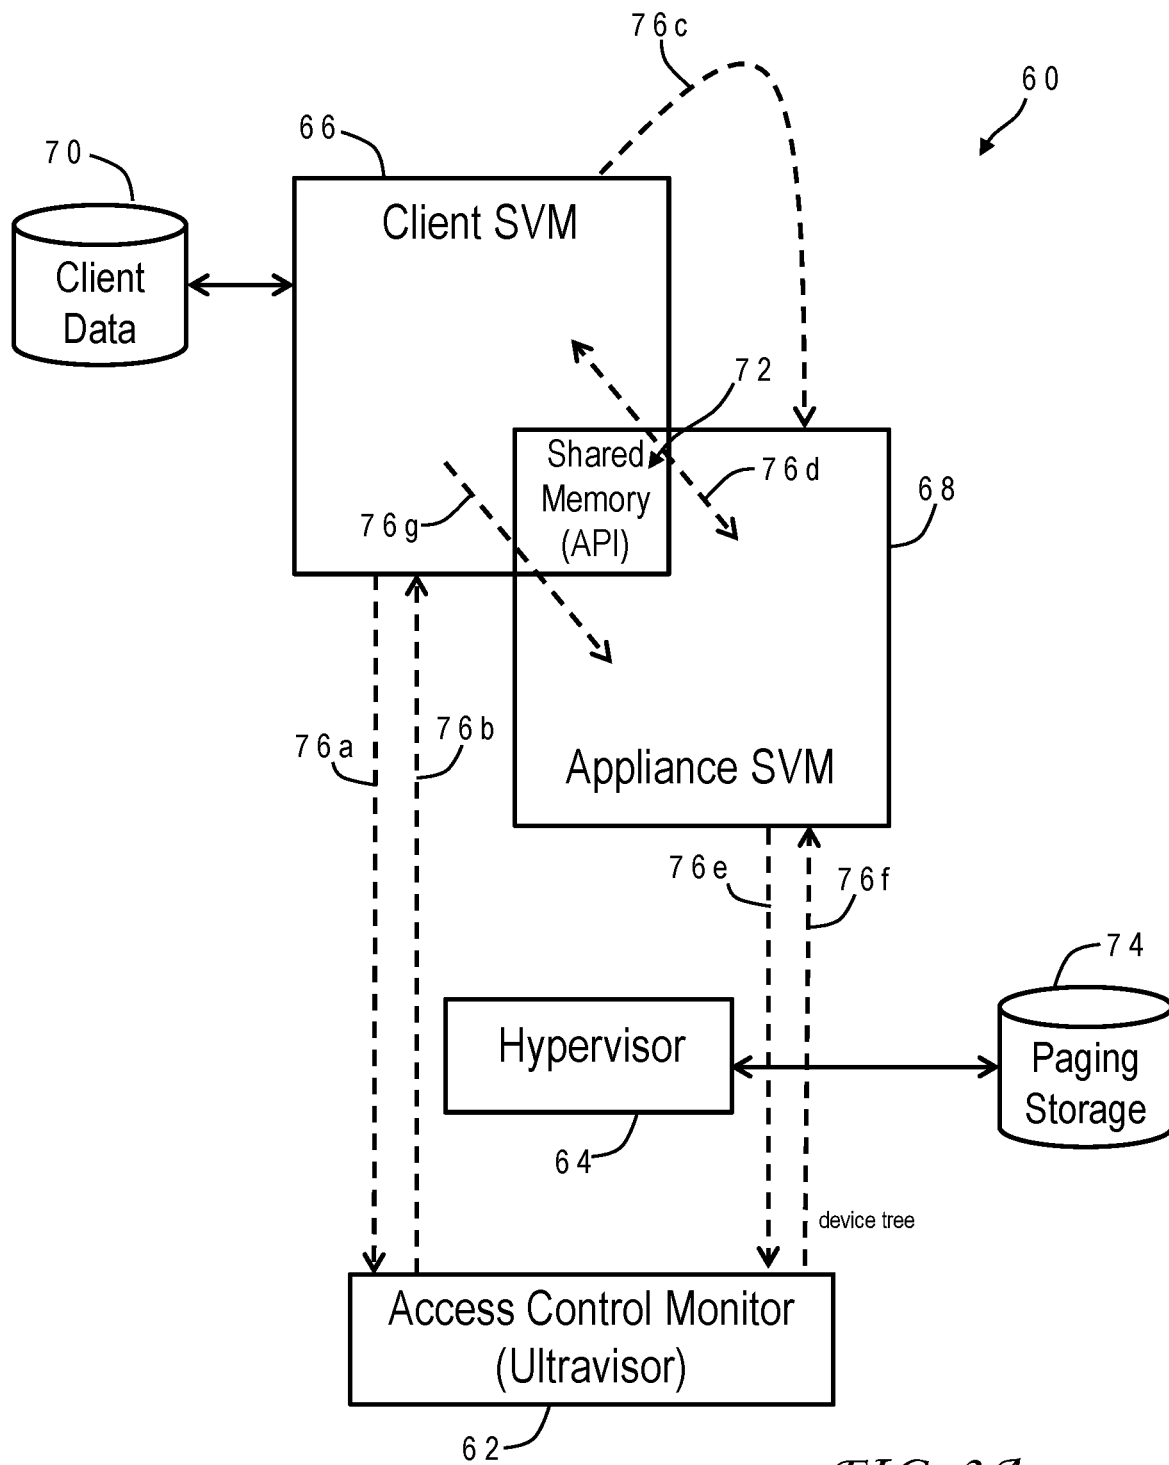 76c
60
66
70
Client SVM
Client
Data
72
Shared
Memory
(API)
76d
68
76g
76a
76b
Appliance SVM
76e
76f
74
Hypervisor
Paging
Storage
64
device tree
Access Control Monitor
(Ultravisor)
62